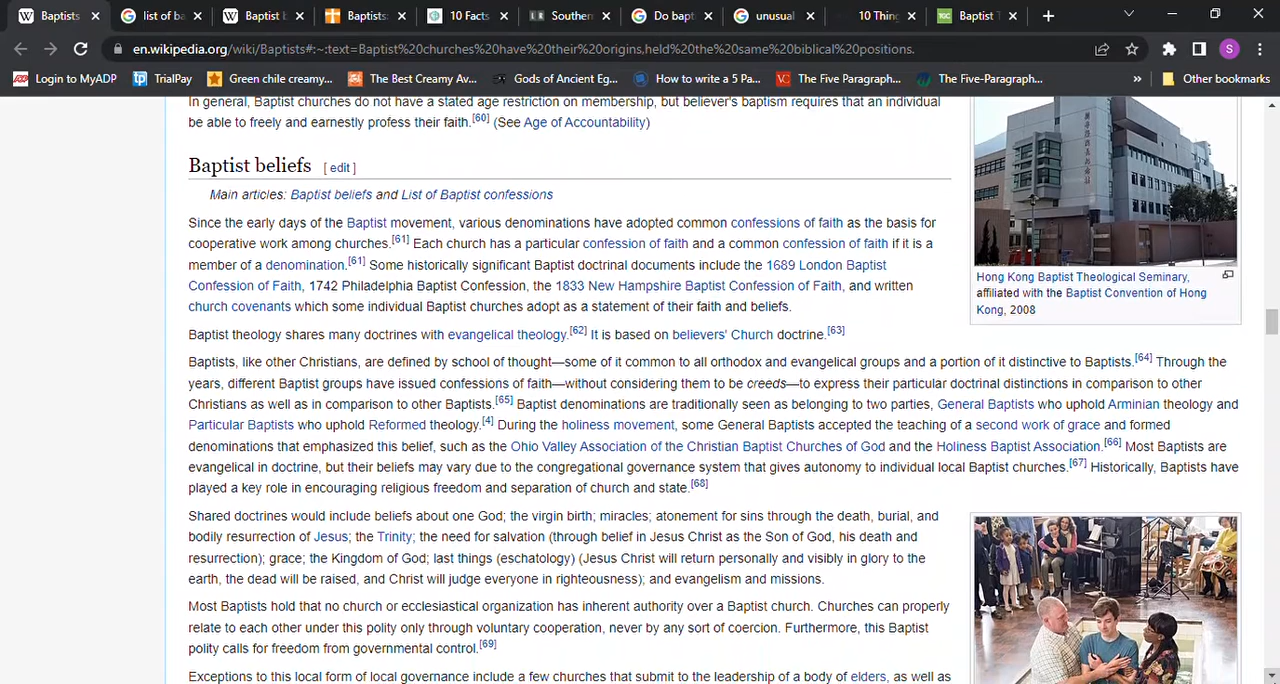 Baptists
list of ba
Baptist b
Baptists:
10 Facts
Southern
Do bapti
unusual
10 Thing
Baptist T
S
en.wikipedia.org/wiki/Baptists#:~:text=Baptist%20churches%20have%20their%20origins,held%20the%20same%20biblical%20positions.
Login to MyADP
TrialPay
Green chile creamy...
The Best Creamy Av...
Gods of Ancient Eg...
How to write a 5 Pa...
The Five Paragraph...
The Five-Paragraph...
»
Other bookmarks
In general, Baptist churches do not have a stated age restriction on membership, but believer's baptism requires that an individual
be able to freely and earnestly profess their faith.[60] (See Age of Accountability)
Baptist beliefs [ edit ]
Main articles: Baptist beliefs and List of Baptist confessions
Since the early days of the Baptist movement, various denominations have adopted common confessions of faith as the basis for
cooperative work among churches.[61] Each church has a particular confession of faith and a common confession of faith if it is a
member of a denomination.[61] Some historically significant Baptist doctrinal documents include the 1689 London Baptist
Confession of Faith, 1742 Philadelphia Baptist Confession, the 1833 New Hampshire Baptist Confession of Faith, and written
church covenants which some individual Baptist churches adopt as a statement of their faith and beliefs.
Hong Kong Baptist Theological Seminary,
affiliated with the Baptist Convention of Hong
Kong, 2008
Baptist theology shares many doctrines with evangelical theology.[62] It is based on believers' Church doctrine.[63]
Baptists, like other Christians, are defined by school of thought—some of it common to all orthodox and evangelical groups and a portion of it distinctive to Baptists.[64] Through the
years, different Baptist groups have issued confessions of faith—without considering them to be creeds—to express their particular doctrinal distinctions in comparison to other
Christians as well as in comparison to other Baptists.[65] Baptist denominations are traditionally seen as belonging to two parties, General Baptists who uphold Arminian theology and
Particular Baptists who uphold Reformed theology.[4] During the holiness movement, some General Baptists accepted the teaching of a second work of grace and formed
denominations that emphasized this belief, such as the Ohio Valley Association of the Christian Baptist Churches of God and the Holiness Baptist Association.[66] Most Baptists are
evangelical in doctrine, but their beliefs may vary due to the congregational governance system that gives autonomy to individual local Baptist churches.[67] Historically, Baptists have
played a key role in encouraging religious freedom and separation of church and state.[68]
Shared doctrines would include beliefs about one God; the virgin birth; miracles; atonement for sins through the death, burial, and
bodily resurrection of Jesus; the Trinity; the need for salvation (through belief in Jesus Christ as the Son of God, his death and
resurrection); grace; the Kingdom of God; last things (eschatology) (Jesus Christ will return personally and visibly in glory to the
earth, the dead will be raised, and Christ will judge everyone in righteousness); and evangelism and missions.
Most Baptists hold that no church or ecclesiastical organization has inherent authority over a Baptist church. Churches can properly
relate to each other under this polity only through voluntary cooperation, never by any sort of coercion. Furthermore, this Baptist
polity calls for freedom from governmental control.[69]
Exceptions to this local form of local governance include a few churches that submit to the leadership of a body of elders, as well as